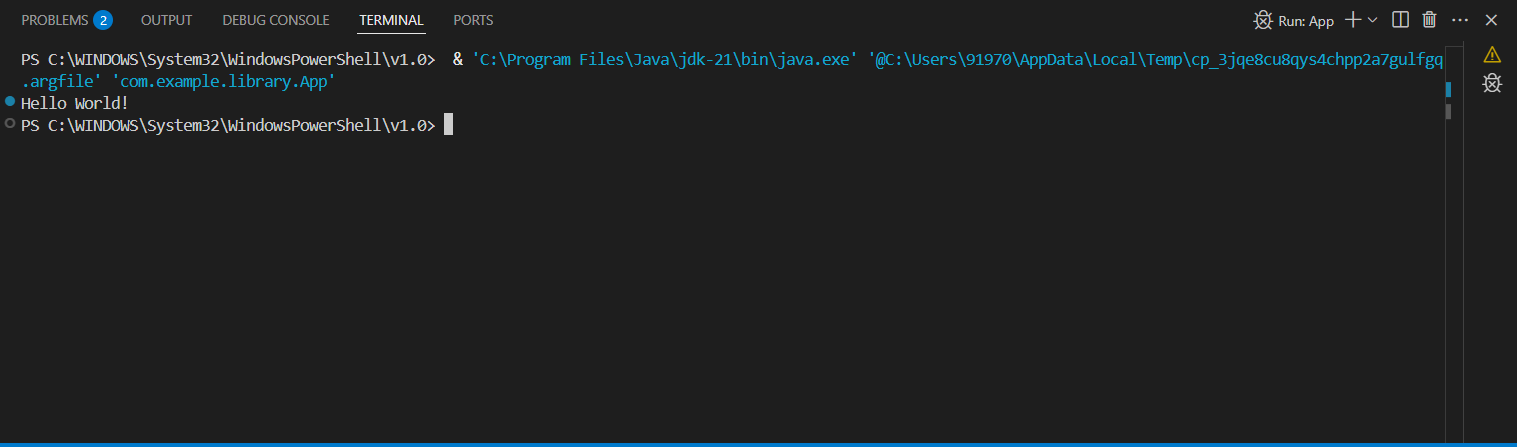 PROBLEMS 2 OUTPUT DEBUG CONSOLE TERMINAL PORTS Run: App
PS C:\WINDOWS\System32\WindowsPowerShell\v1.0>  & 'C:\Program Files\Java\jdk-21\bin\java.exe' '@C:\Users\91970\AppData\Local\Temp\cp_3jqe8cu8qys4chpp2a7gulfgq
.argfile' 'com.example.library.App'
Hello World!
PS C:\WINDOWS\System32\WindowsPowerShell\v1.0>